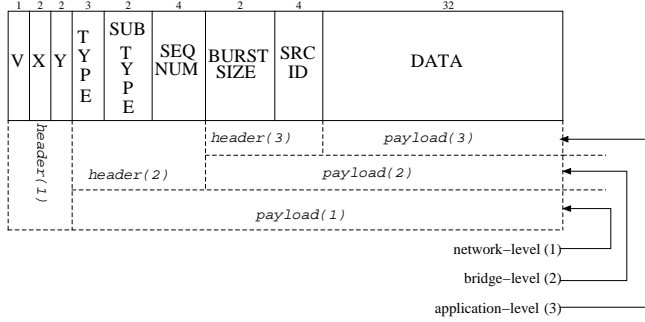 1 2 2 3 2 4 2 4 32
V X Y TYPE SUB TYPE SEQ NUM BURST SIZE SRC ID DATA
header(1)
header(3) payload(3)
header(2) payload(2)
payload(1)
network-level (1)
bridge-level (2)
application-level (3)